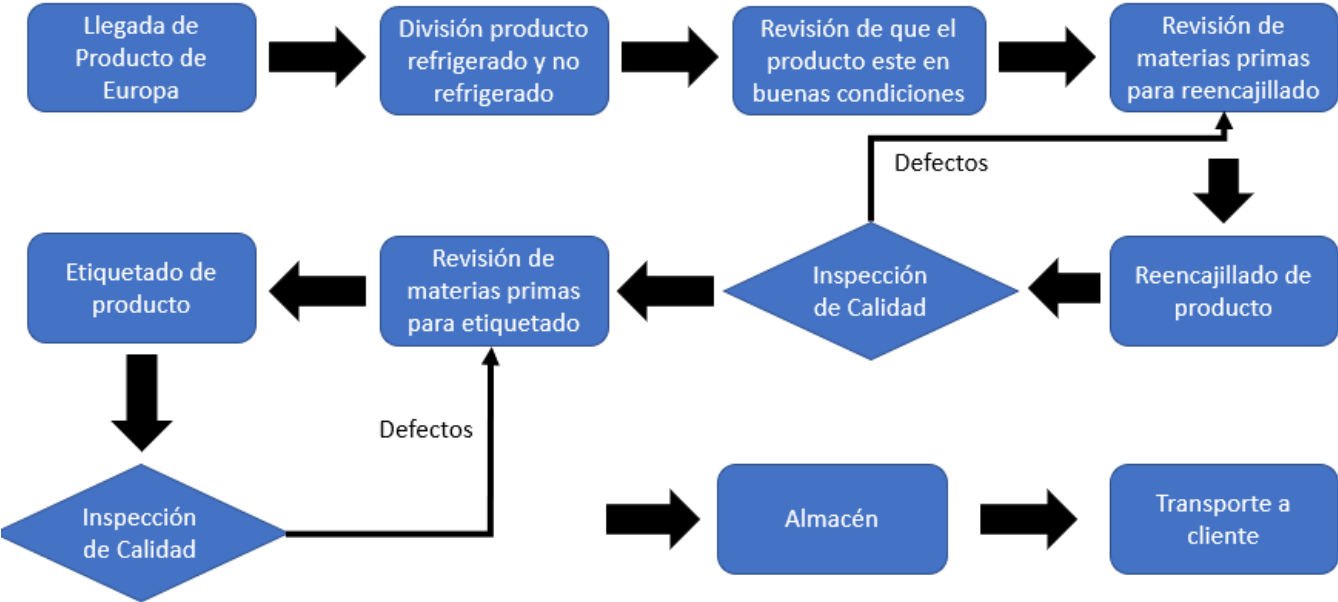 Llegada de
Producto de
Europa
División producto
refrigerado y no
refrigerado
Revisión de que el
producto este en
buenas condiciones
Revisión de
materias primas
para reencajillado
Defectos
Reencajillado de
producto
Inspección
de Calidad
Revisión de
materias primas
para etiquetado
Etiquetado de
producto
Defectos
Inspección
de Calidad
Almacén
Transporte a
cliente